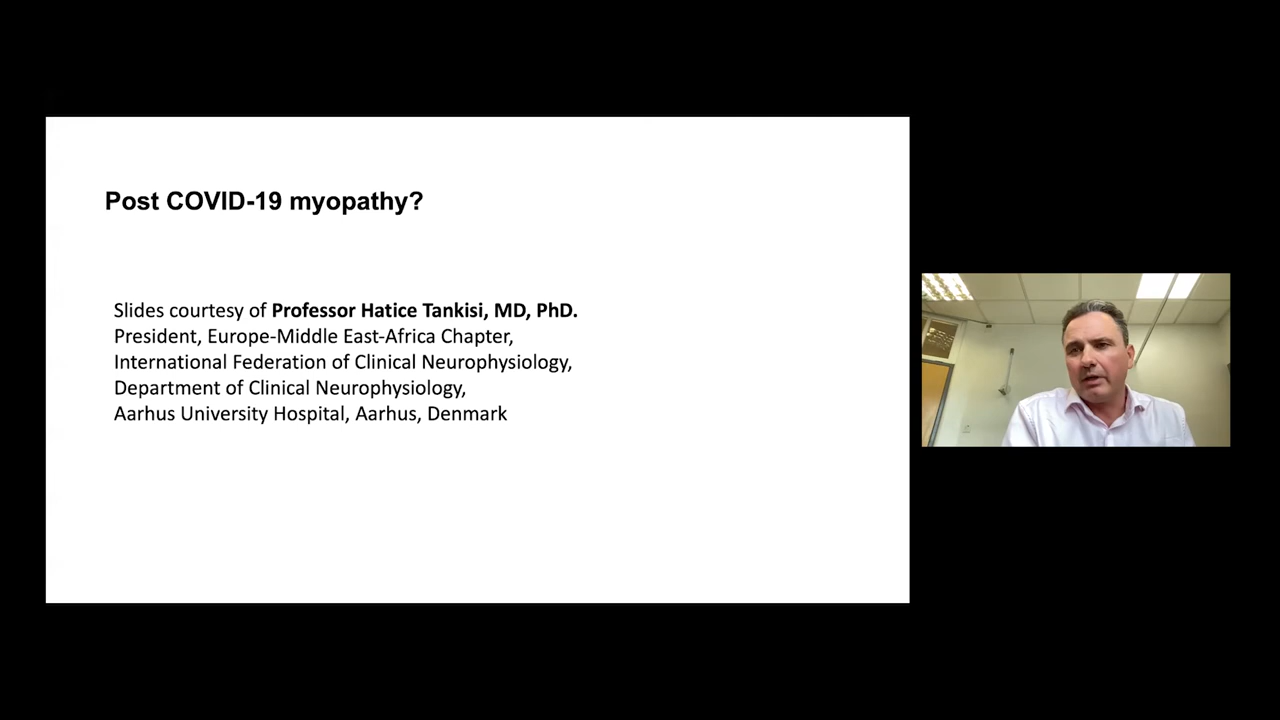 Post COVID-19 myopathy?
Slides courtesy of Professor Hatice Tankisi, MD, PhD.
President, Europe-Middle East-Africa Chapter,
International Federation of Clinical Neurophysiology,
Department of Clinical Neurophysiology,
Aarhus University Hospital, Aarhus, Denmark